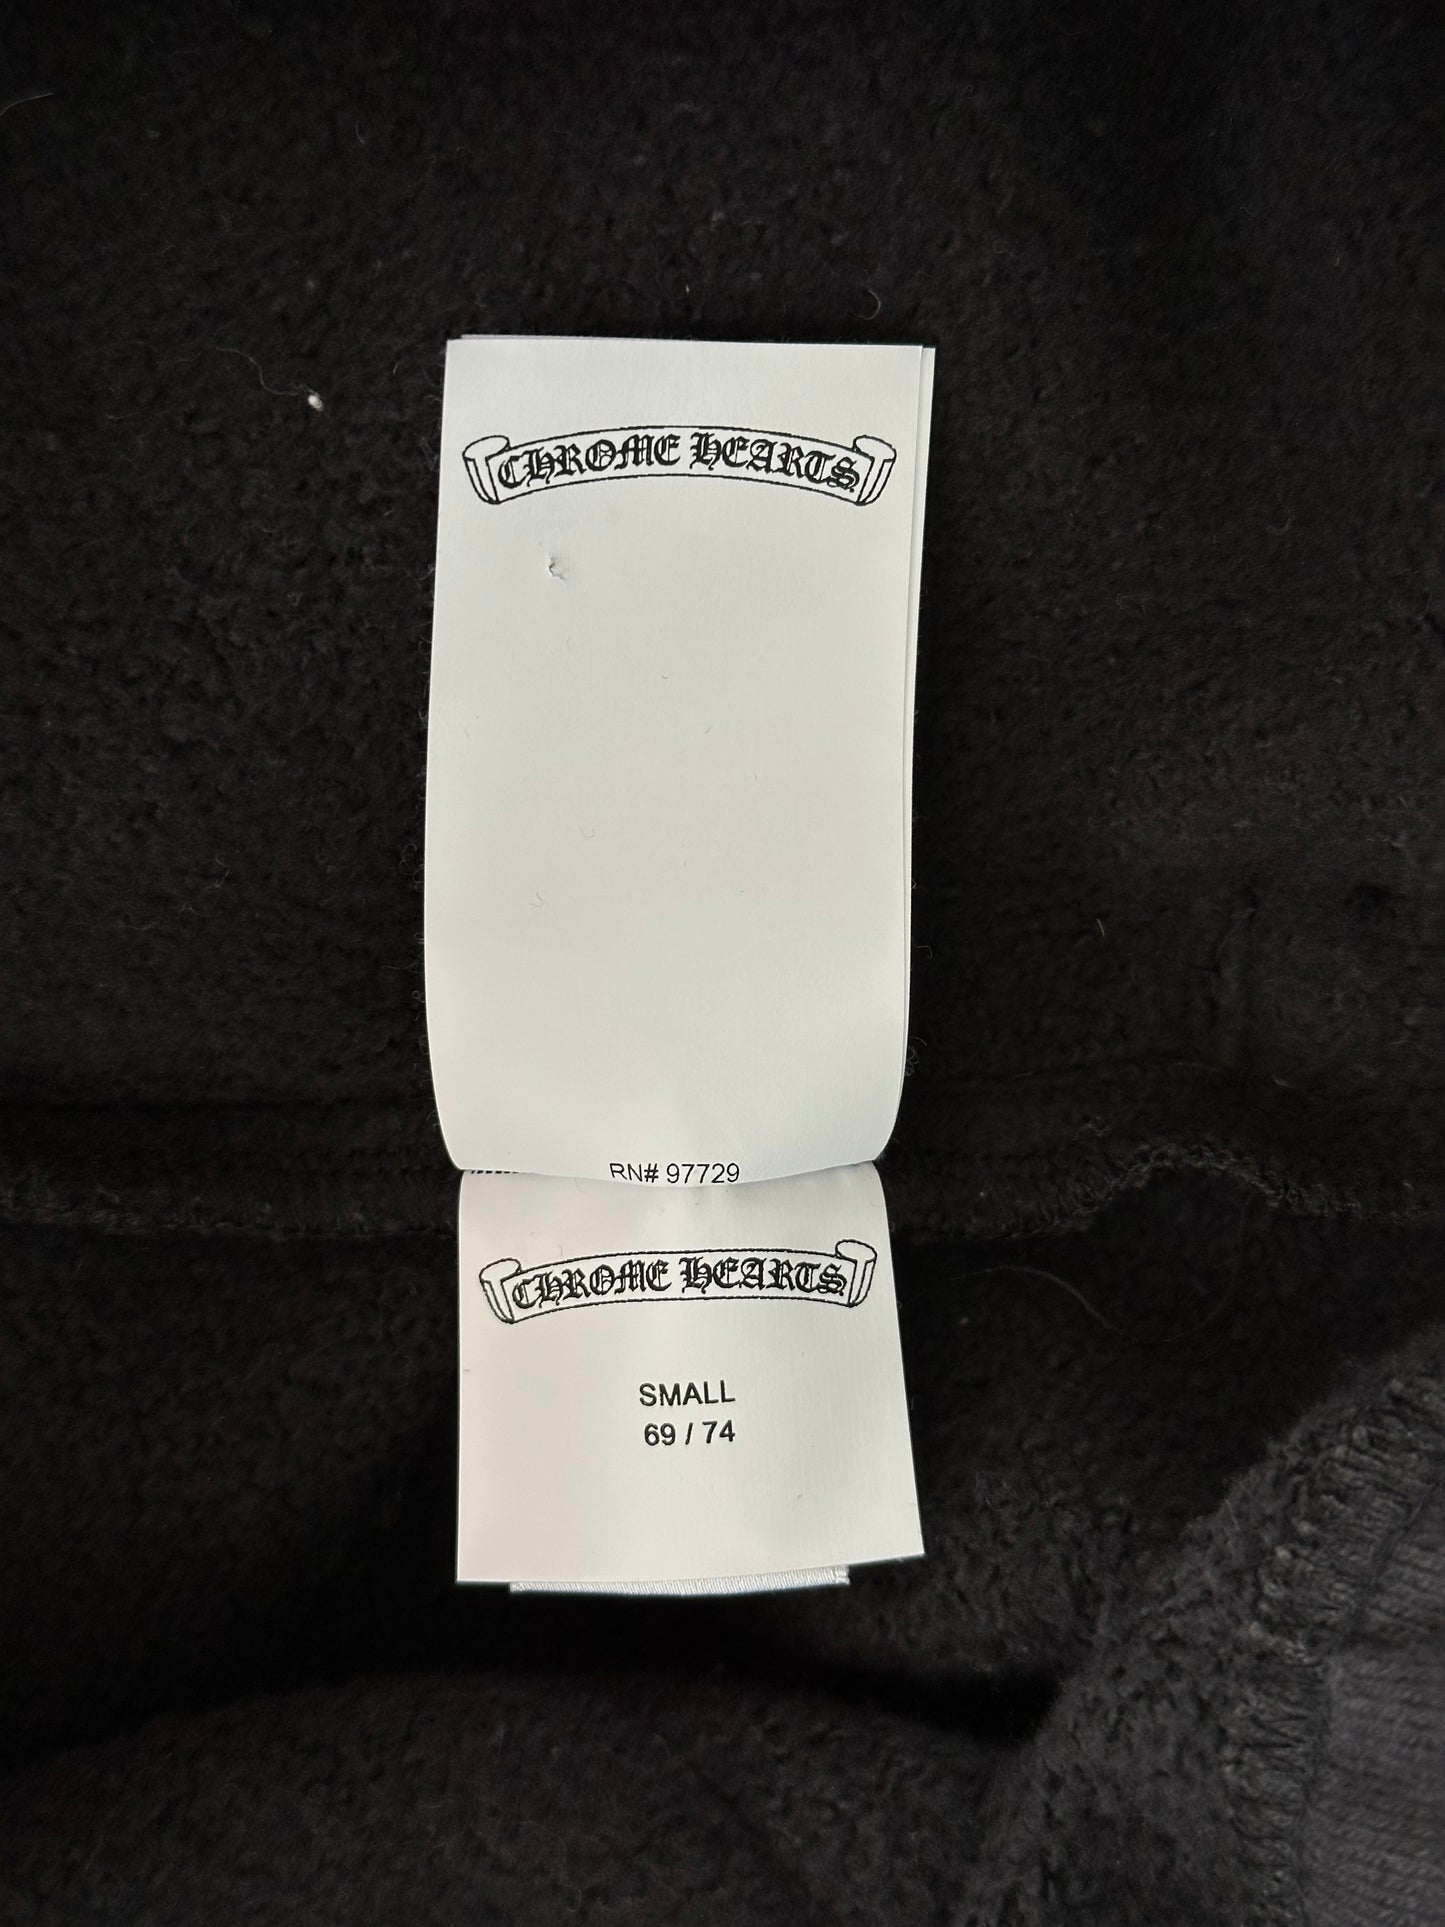 CHROME HEARTS
RN# 97729
CHROME HEARTS
SMALL
69 / 74